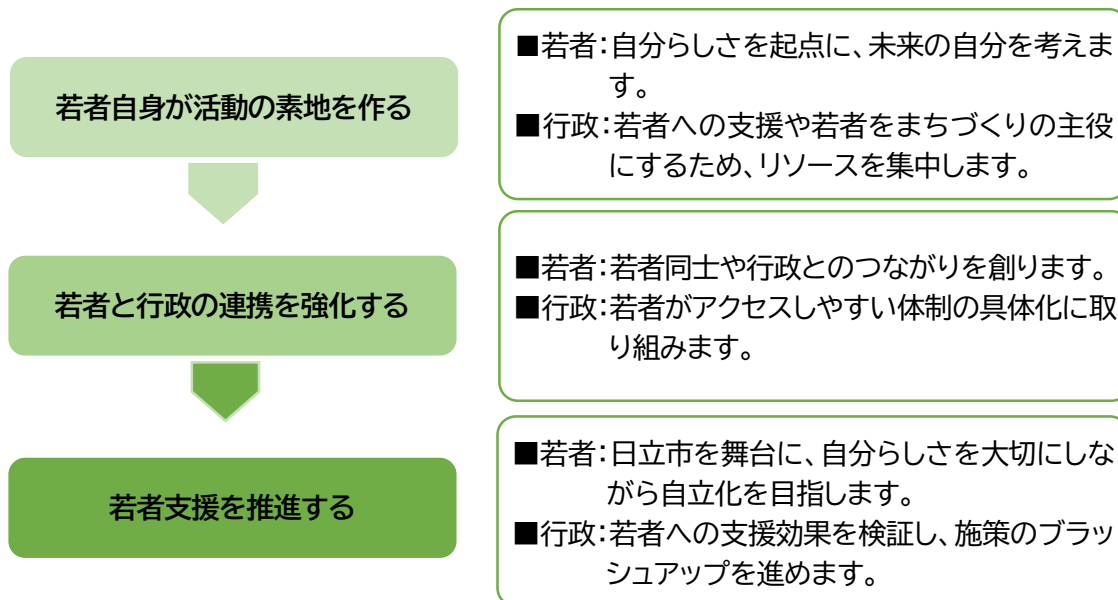 若者自身が活動の素地を作る
■若者：自分らしさを起点に、未来の自分を考えま
す。
■行政：若者への支援や若者をまちづくりの主役
にするため、リソースを集中します。
若者と行政の連携を強化する
■若者：若者同士や行政とのつながりを創ります。
■行政：若者がアクセスしやすい体制の具体化に取
り組みます。
若者支援を推進する
■若者：日立市を舞台に、自分らしさを大切にしな
がら自立化を目指します。
■行政：若者への支援効果を検証し、施策のブラッ
シュアップを進めます。